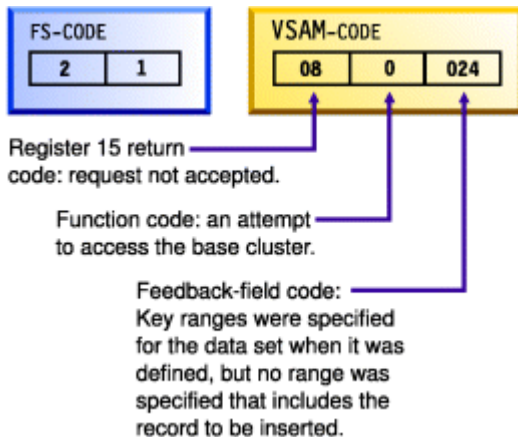 FS-CODE
2 1
VSAM-CODE
08 0 024
Register 15 return
code: request not accepted.
Function code: an attempt
to access the base cluster.
Feedback-field code:
Key ranges were specified
for the data set when it was
defined, but no range was
specified that includes the
record to be inserted.